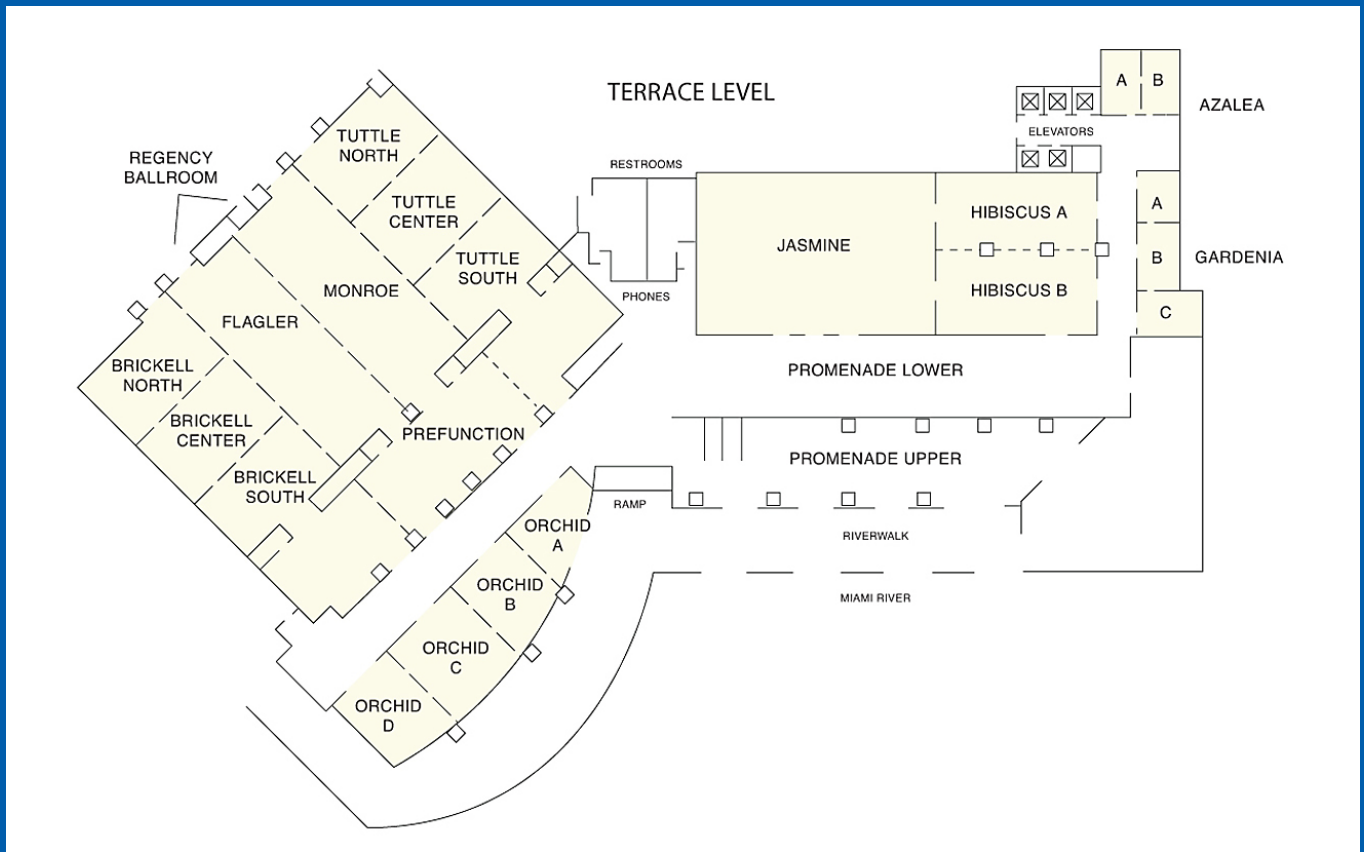 TERRACE LEVEL
A
B
AZALEA
ELEVATORS
REGENCY
BALLROOM
TUTTLE
NORTH
TUTTLE
CENTER
TUTTLE
SOUTH
MONROE
FLAGLER
BRICKELL
NORTH
BRICKELL
CENTER
BRICKELL
SOUTH
PREFUNCTION
RESTROOMS
PHONES
JASMINE
HIBISCUS A
HIBISCUS B
A
B
C
GARDENIA
PROMENADE LOWER
PROMENADE UPPER
RAMP
RIVERWALK
MIAMI RIVER
ORCHID
A
ORCHID
B
ORCHID
C
ORCHID
D